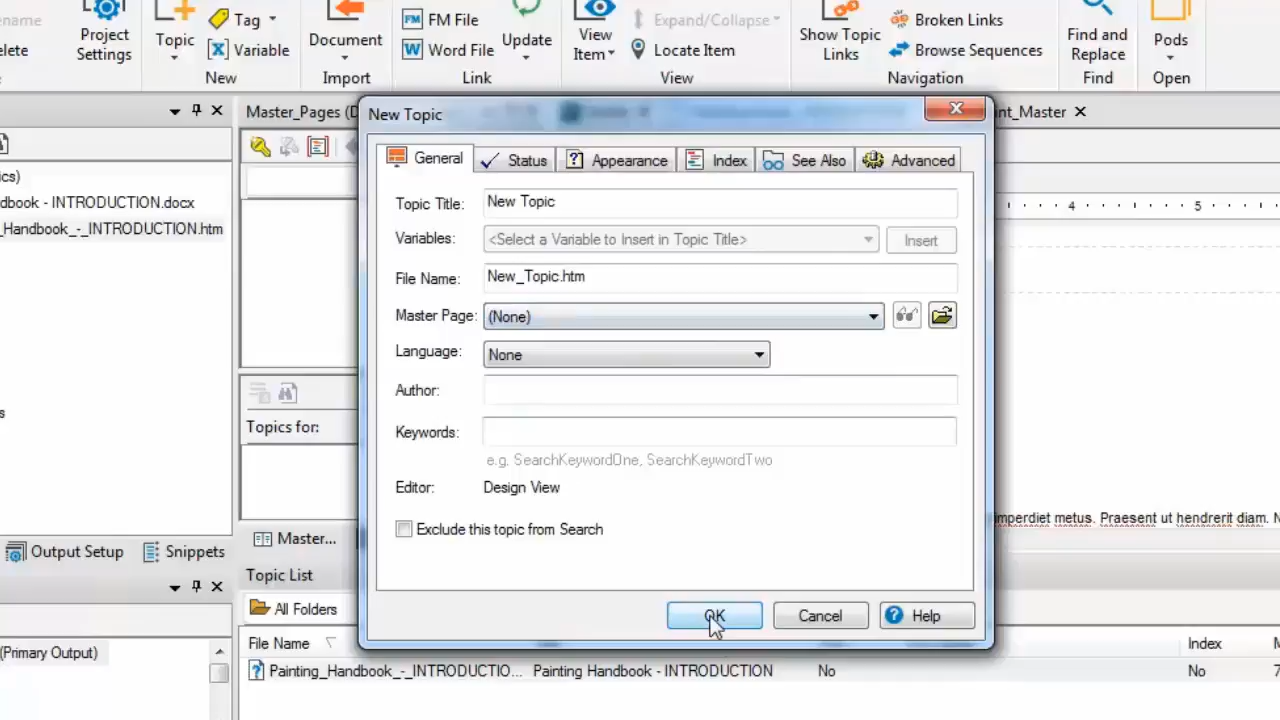 ename
Tag
FM File
Expand/Collapse
Broken Links
elete
Project Settings
Topic
Variable
Document
Word File
Update
View Item
Locate Item
Show Topic Links
Browse Sequences
Find and Replace
Pods
New
Import
Link
View
Navigation
Find
Open
Master_Pages (D
New Topic
nt_Master
General
Status
Appearance
Index
See Also
Advanced
cs)
dbook - INTRODUCTION.docx
_Handbook_-_INTRODUCTION.htm
Topic Title: New Topic
4
5
Variables: <Select a Variable to Insert in Topic Title> Insert
File Name: New_Topic.htm
Master Page: (None)
Language: None
Author:
s
Topics for:
Keywords:
e.g. SearchKeywordOne, SearchKeywordTwo
Editor: Design View
imperdiet metus. Praesent ut hendrerit diam. N
Exclude this topic from Search
Master...
Output Setup
Snippets
Topic List
All Folders
OK
Cancel
Help
File Name
Index
M
(Primary Output)
Painting_Handbook_-_INTRODUCTIO...
Painting Handbook - INTRODUCTION
No
No
7